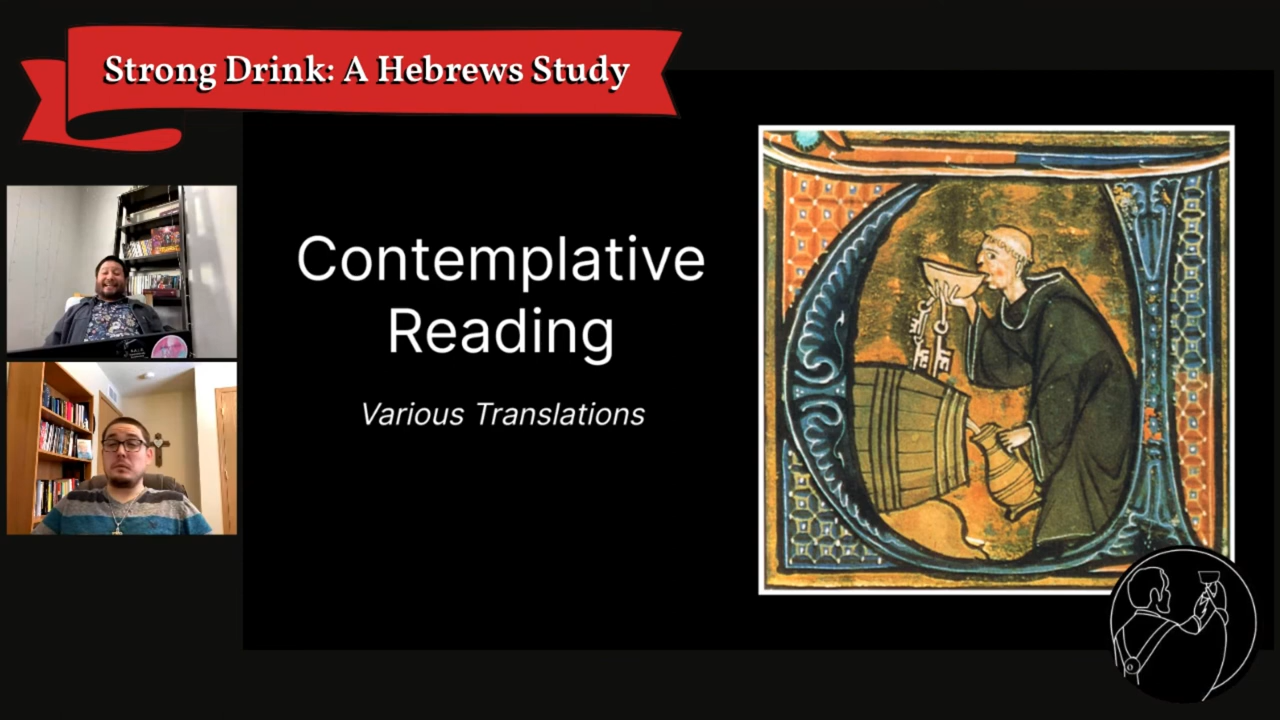 Strong Drink: A Hebrews Study
Contemplative
Reading
Various Translations